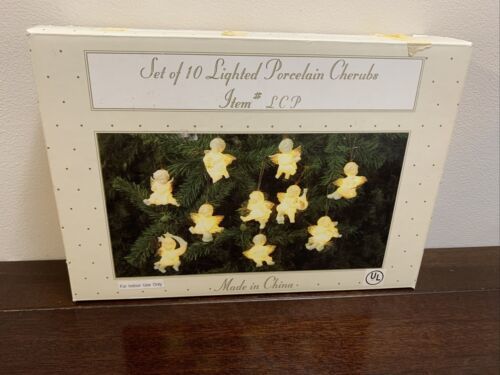 Set of 10 Lighted Porcelain Cherubs
Item# LCP
For Indoor Use Only
Made in China
UL